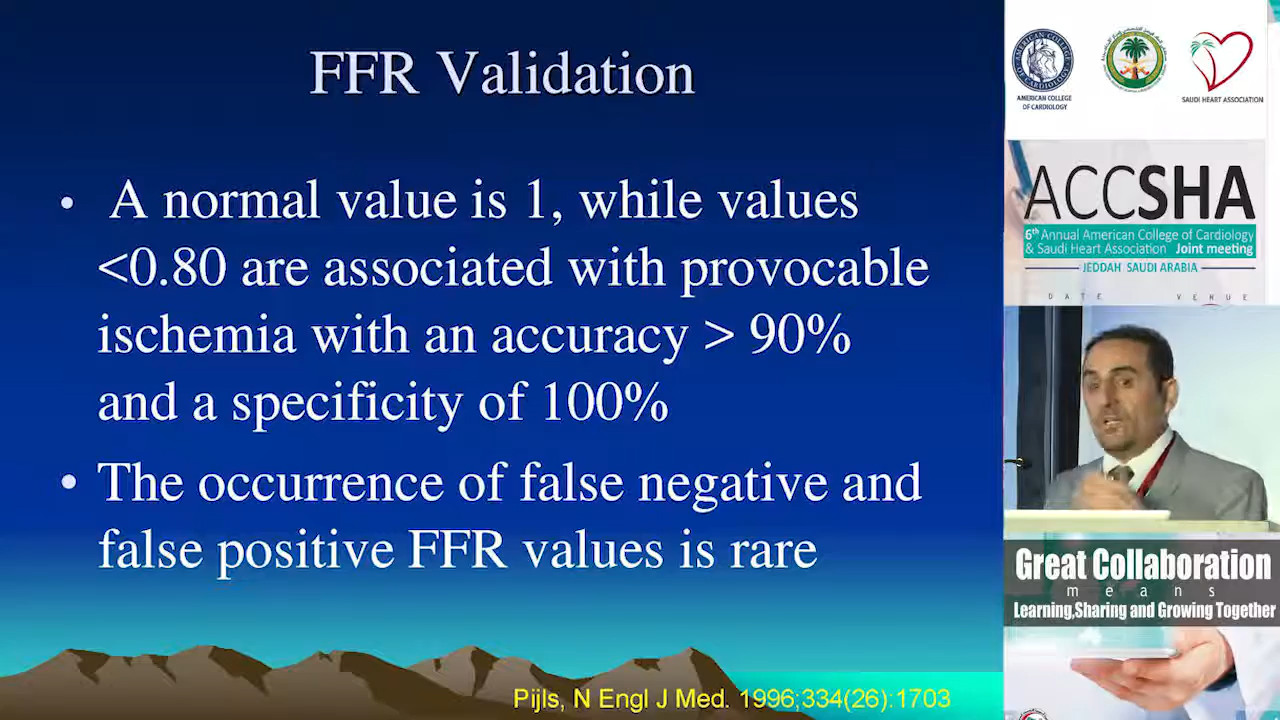 FFR Validation
• A normal value is 1, while values
<0.80 are associated with provocable
ischemia with an accuracy > 90%
and a specificity of 100%
• The occurrence of false negative and
false positive FFR values is rare
Pijls, N Engl J Med. 1996;334(26):1703
AMERICAN COLLEGE
OF CARDIOLOGY
SAUDI HEART ASSOCIATION
ACCSHA
6th Annual American College of Cardiology
& Saudi Heart Association Joint meeting
JEDDAH SAUDI ARABIA
DATE VENUE
Great Collaboration
means
Learning,Sharing and Growing Together